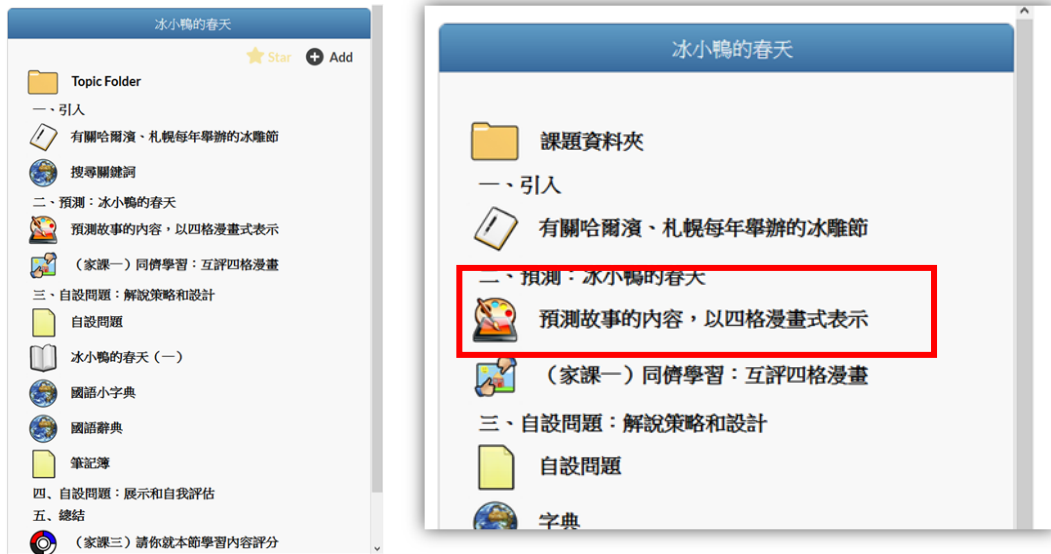 冰小鴨的春天
Star Add
Topic Folder
一、引入
有關哈爾濱、札幌每年舉辦的冰雕節
搜尋關鍵詞
二、預測：冰小鴨的春天
預測故事的內容，以四格漫畫式表示
（家課一）同儕學習：互評四格漫畫
三、自設問題：解說策略和設計
自設問題
冰小鴨的春天（一）
國語小字典
國語辭典
筆記簿
四、自設問題：展示和自我評估
五、總結
（家課三）請你就本節學習內容評分
冰小鴨的春天
課題資料夾
一、引入
有關哈爾濱、札幌每年舉辦的冰雕節
二、預測：冰小鴨的春天
預測故事的內容，以四格漫畫式表示
（家課一）同儕學習：互評四格漫畫
三、自設問題：解說策略和設計
自設問題
字典